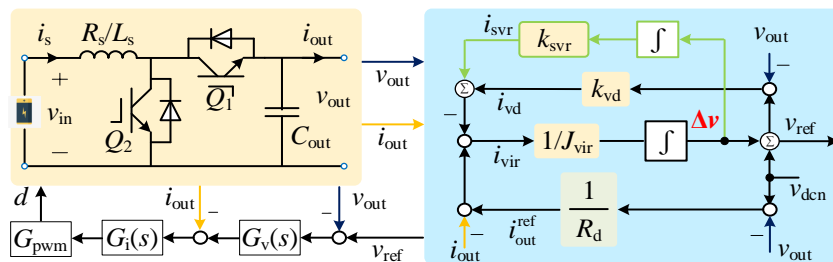 i_s
R_s/L_s
i_out
Q_1
+
v_in
−
Q_2
C_out
v_out
v_out
i_out
d
i_out
−
v_out
−
G_pwm
G_i(s)
G_v(s)
v_ref
i_svr
k_svr
∫
v_out
−
Σ
i_vd
k_vd
−
i_vir
1/J_vir
∫
Δv
Σ
v_ref
v_dcn
i_out^ref
1
R_d
i_out
−
−
v_out